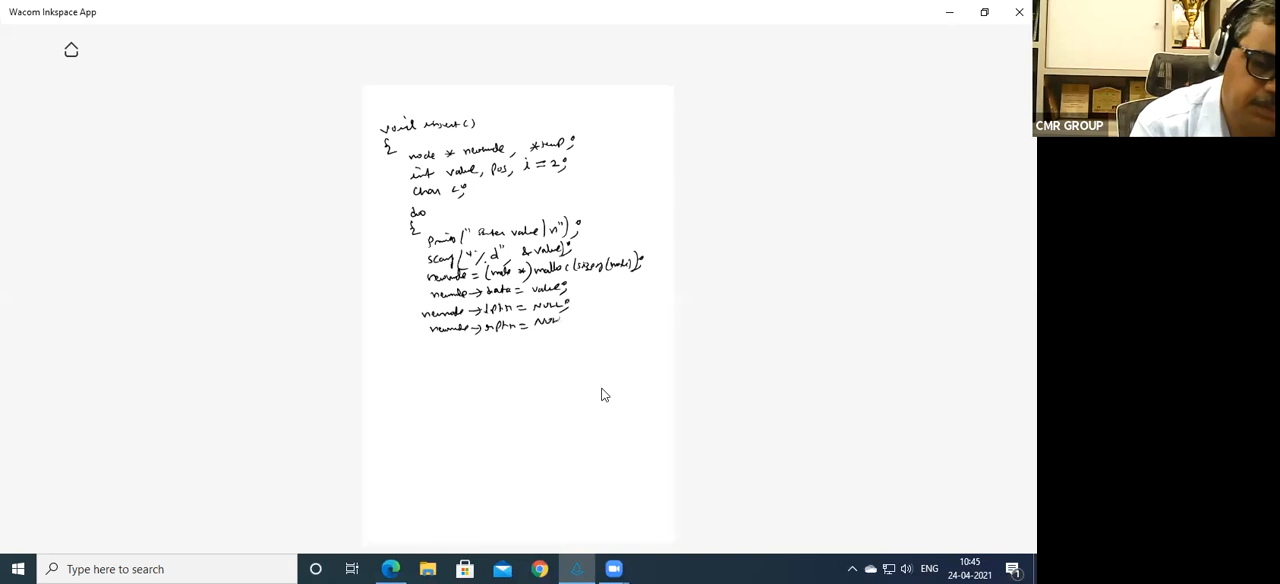 Wacom Inkspace App
CMR GROUP
void insert()
{
node * newnode, *temp;
int value, pos, i = 2;
char c;
do
{
printf("Enter value\n");
scanf("%d", &value);
newnode = (node *) malloc(sizeof(node));
newnode → data = value;
newnode → lptr = NULL;
newnode → rptr = NUL
Type here to search
ENG
10:45
24-04-2021
1